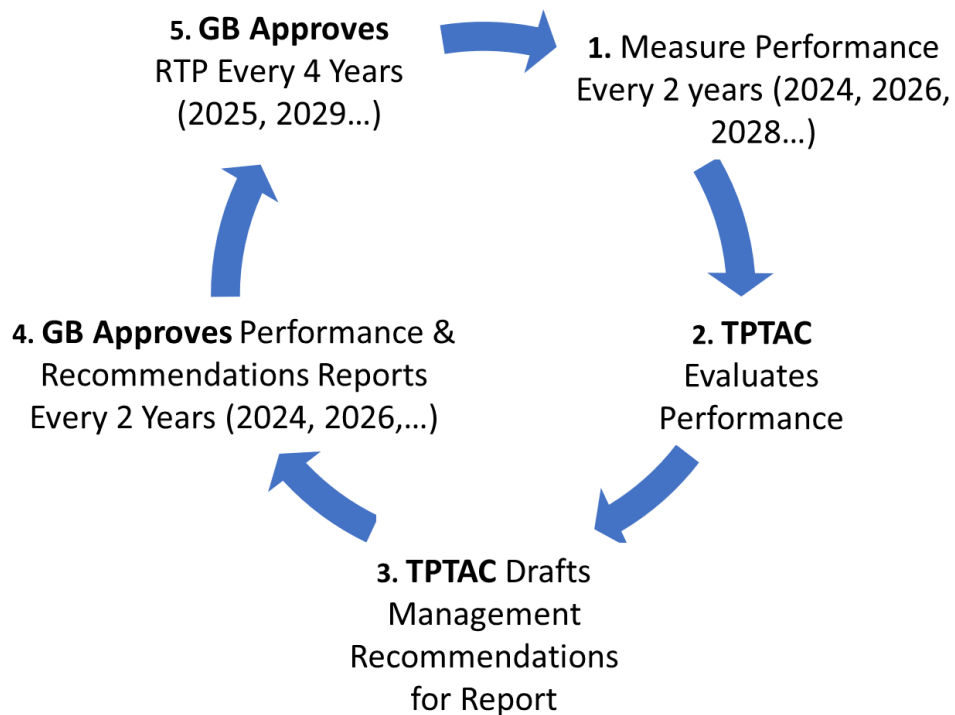 5. GB Approves
RTP Every 4 Years
(2025, 2029…)
1. Measure Performance
Every 2 years (2024, 2026,
2028…)
2. TPTAC
Evaluates
Performance
3. TPTAC Drafts
Management
Recommendations
for Report
4. GB Approves Performance &
Recommendations Reports
Every 2 Years (2024, 2026,…)